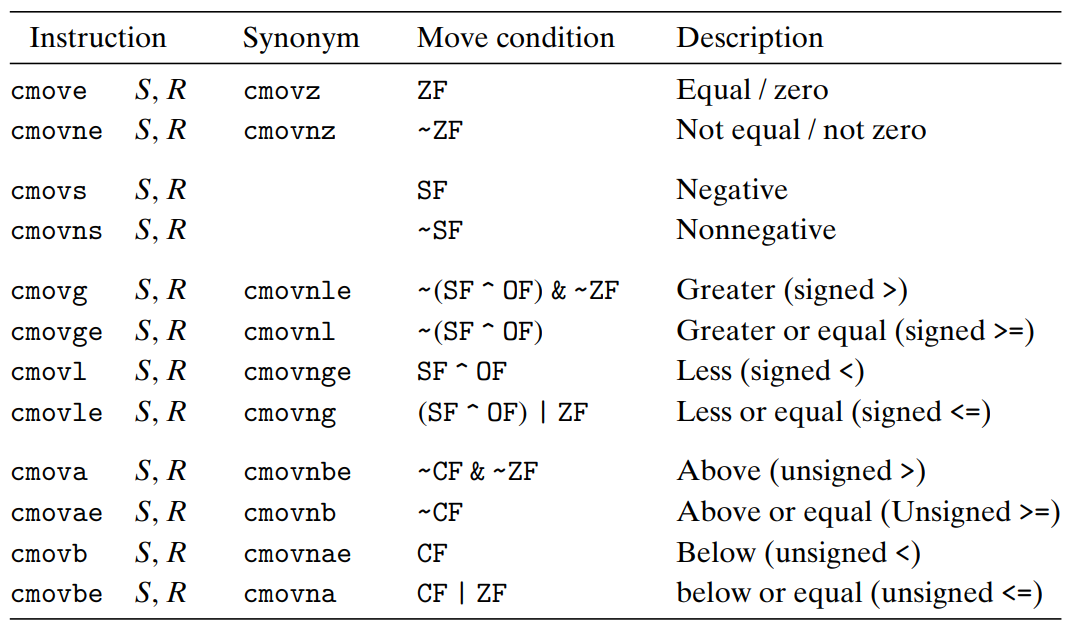 Instruction Synonym Move condition Description
cmove S, R cmovz ZF Equal / zero
cmovne S, R cmovnz ~ZF Not equal / not zero
cmovs S, R SF Negative
cmovns S, R ~SF Nonnegative
cmovg S, R cmovnle ~(SF ^ OF) & ~ZF Greater (signed >)
cmovge S, R cmovnl ~(SF ^ OF) Greater or equal (signed >=)
cmovl S, R cmovnge SF ^ OF Less (signed <)
cmovle S, R cmovng (SF ^ OF) | ZF Less or equal (signed <=)
cmova S, R cmovnbe ~CF & ~ZF Above (unsigned >)
cmovae S, R cmovnb ~CF Above or equal (Unsigned >=)
cmovb S, R cmovnae CF Below (unsigned <)
cmovbe S, R cmovna CF | ZF below or equal (unsigned <=)